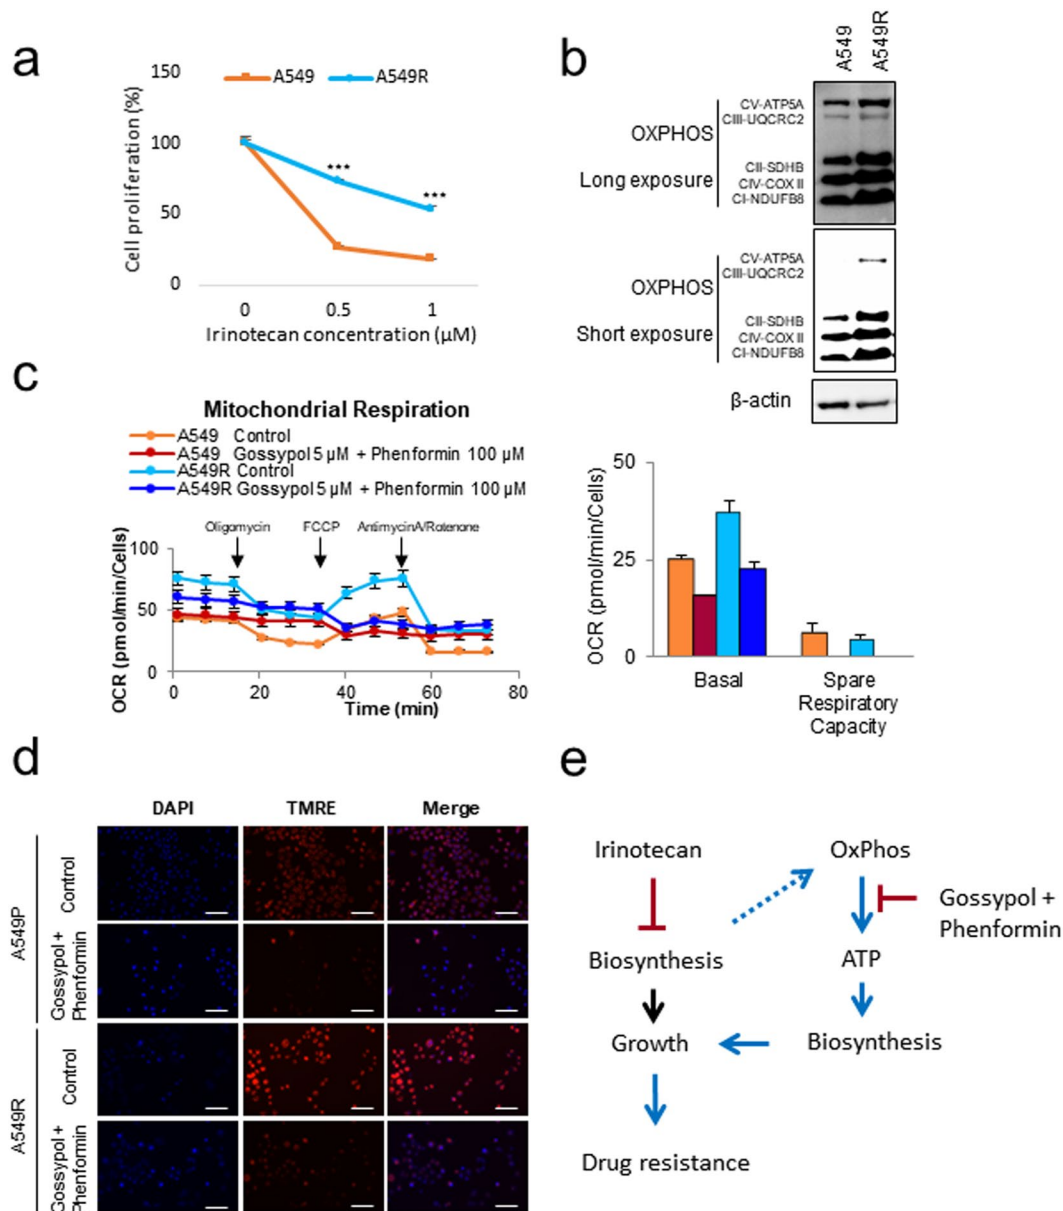 a
150
100
50
0
Cell proliferation (%)
A549
A549R
***
***
0
0.5
1
Irinotecan concentration (µM)
b
A549
A549R
OXPHOS
Long exposure
CV-ATP5A
CIII-UQCRC2
CII-SDHB
CIV-COX II
CI-NDUFB8
OXPHOS
Short exposure
CV-ATP5A
CIII-UQCRC2
CII-SDHB
CIV-COX II
CI-NDUFB8
β-actin
c
Mitochondrial Respiration
A549 Control
A549 Gossypol 5 µM + Phenformin 100 µM
A549R Control
A549R Gossypol 5 µM + Phenformin 100 µM
Oligomycin
FCCP
AntimycinA/Rotenone
OCR (pmol/min/Cells)
100
50
0
0
20
40
60
80
Time (min)
OCR (pmol/min/Cells)
50
25
0
Basal
Spare
Respiratory
Capacity
d
DAPI
TMRE
Merge
A549P
Control
Gossypol +
Phenformin
A549R
Control
Gossypol +
Phenformin
e
Irinotecan
OxPhos
Gossypol +
Phenformin
Biosynthesis
ATP
Growth
Biosynthesis
Drug resistance